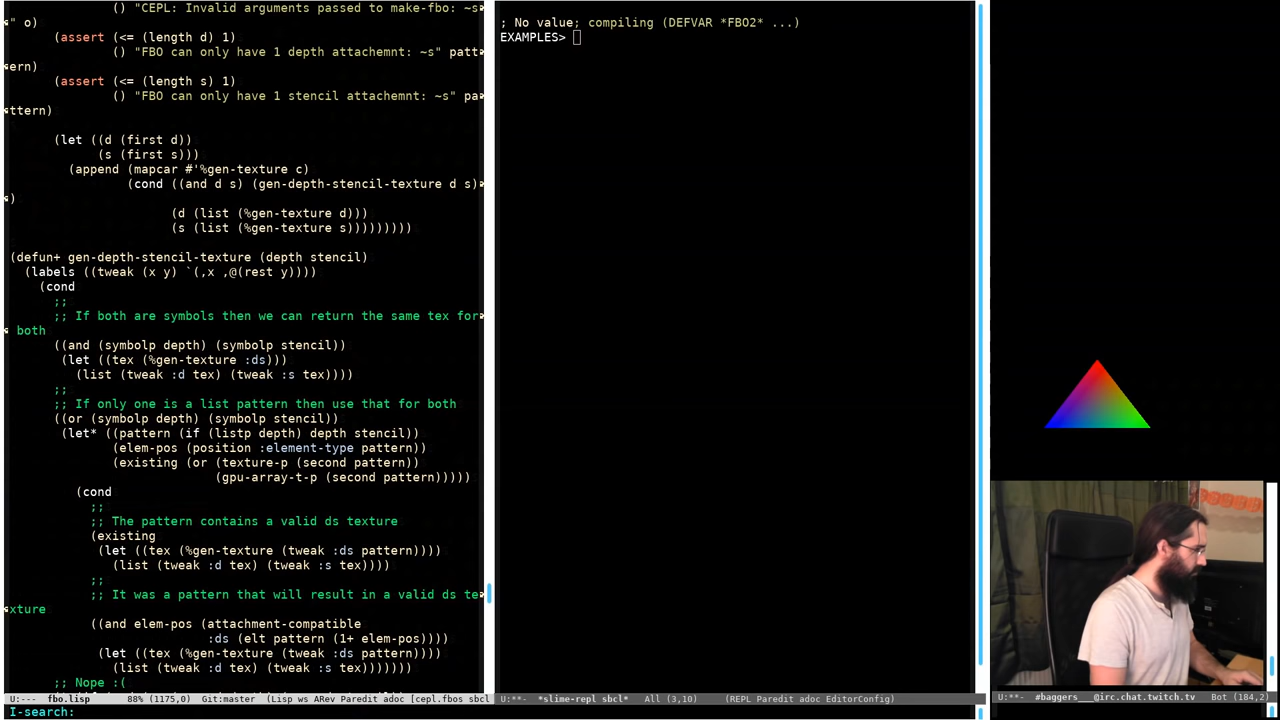 () "CEPL: Invalid arguments passed to make-fbo: ~s
" o)
(assert (<= (length d) 1)
() "FBO can only have 1 depth attachemnt: ~s" patt
ern)
(assert (<= (length s) 1)
() "FBO can only have 1 stencil attachemnt: ~s" pa
ttern)
(let ((d (first d))
(s (first s)))
(append (mapcar #'%gen-texture c)
(cond ((and d s) (gen-depth-stencil-texture d s)
)
(d (list (%gen-texture d)))
(s (list (%gen-texture s)))))))))
(defun+ gen-depth-stencil-texture (depth stencil)
(labels ((tweak (x y) `(,x ,@(rest y))))
(cond
;;
;; If both are symbols then we can return the same tex for
both
((and (symbolp depth) (symbolp stencil))
(let ((tex (%gen-texture :ds)))
(list (tweak :d tex) (tweak :s tex))))
;;
;; If only one is a list pattern then use that for both
((or (symbolp depth) (symbolp stencil))
(let* ((pattern (if (listp depth) depth stencil))
(elem-pos (position :element-type pattern))
(existing (or (texture-p (second pattern))
(gpu-array-t-p (second pattern)))))
(cond
;;
;; The pattern contains a valid ds texture
(existing
(let ((tex (%gen-texture (tweak :ds pattern))))
(list (tweak :d tex) (tweak :s tex))))
;;
;; It was a pattern that will result in a valid ds te
xture
((and elem-pos (attachment-compatible
:ds (elt pattern (1+ elem-pos))))
(let ((tex (%gen-texture (tweak :ds pattern))))
(list (tweak :d tex) (tweak :s tex)))))))
;; Nope :(
U:--- fbo.lisp 88% (1175,0) Git:master (Lisp ws ARev Paredit adoc [cepl.fbos sbcl
I-search:
; No value; compiling (DEFVAR *FBO2* ...)
EXAMPLES>
U:**- *slime-repl sbcl* All (3,10) (REPL Paredit adoc EditorConfig)
U:**- #baggers___@irc.chat.twitch.tv Bot (184,2)